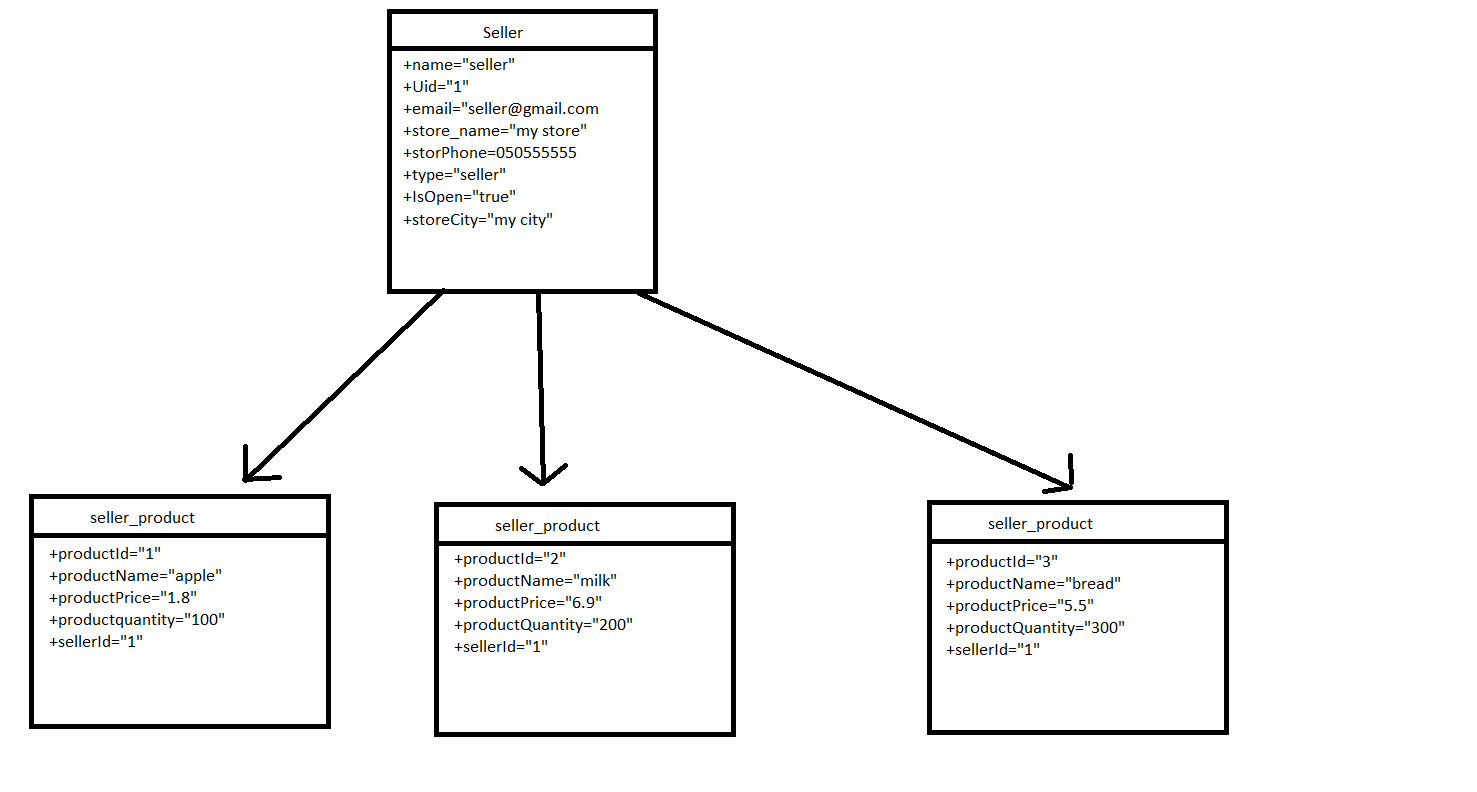 Seller
+name="seller"
+Uid="1"
+email="seller@gmail.com
+store_name="my store"
+storPhone=050555555
+type="seller"
+IsOpen="true"
+storeCity="my city"
seller_product
+productId="1"
+productName="apple"
+productPrice="1.8"
+productquantity="100"
+sellerId="1"
seller_product
+productId="2"
+productName="milk"
+productPrice="6.9"
+productQuantity="200"
+sellerId="1"
seller_product
+productId="3"
+productName="bread"
+productPrice="5.5"
+productQuantity="300"
+sellerId="1"